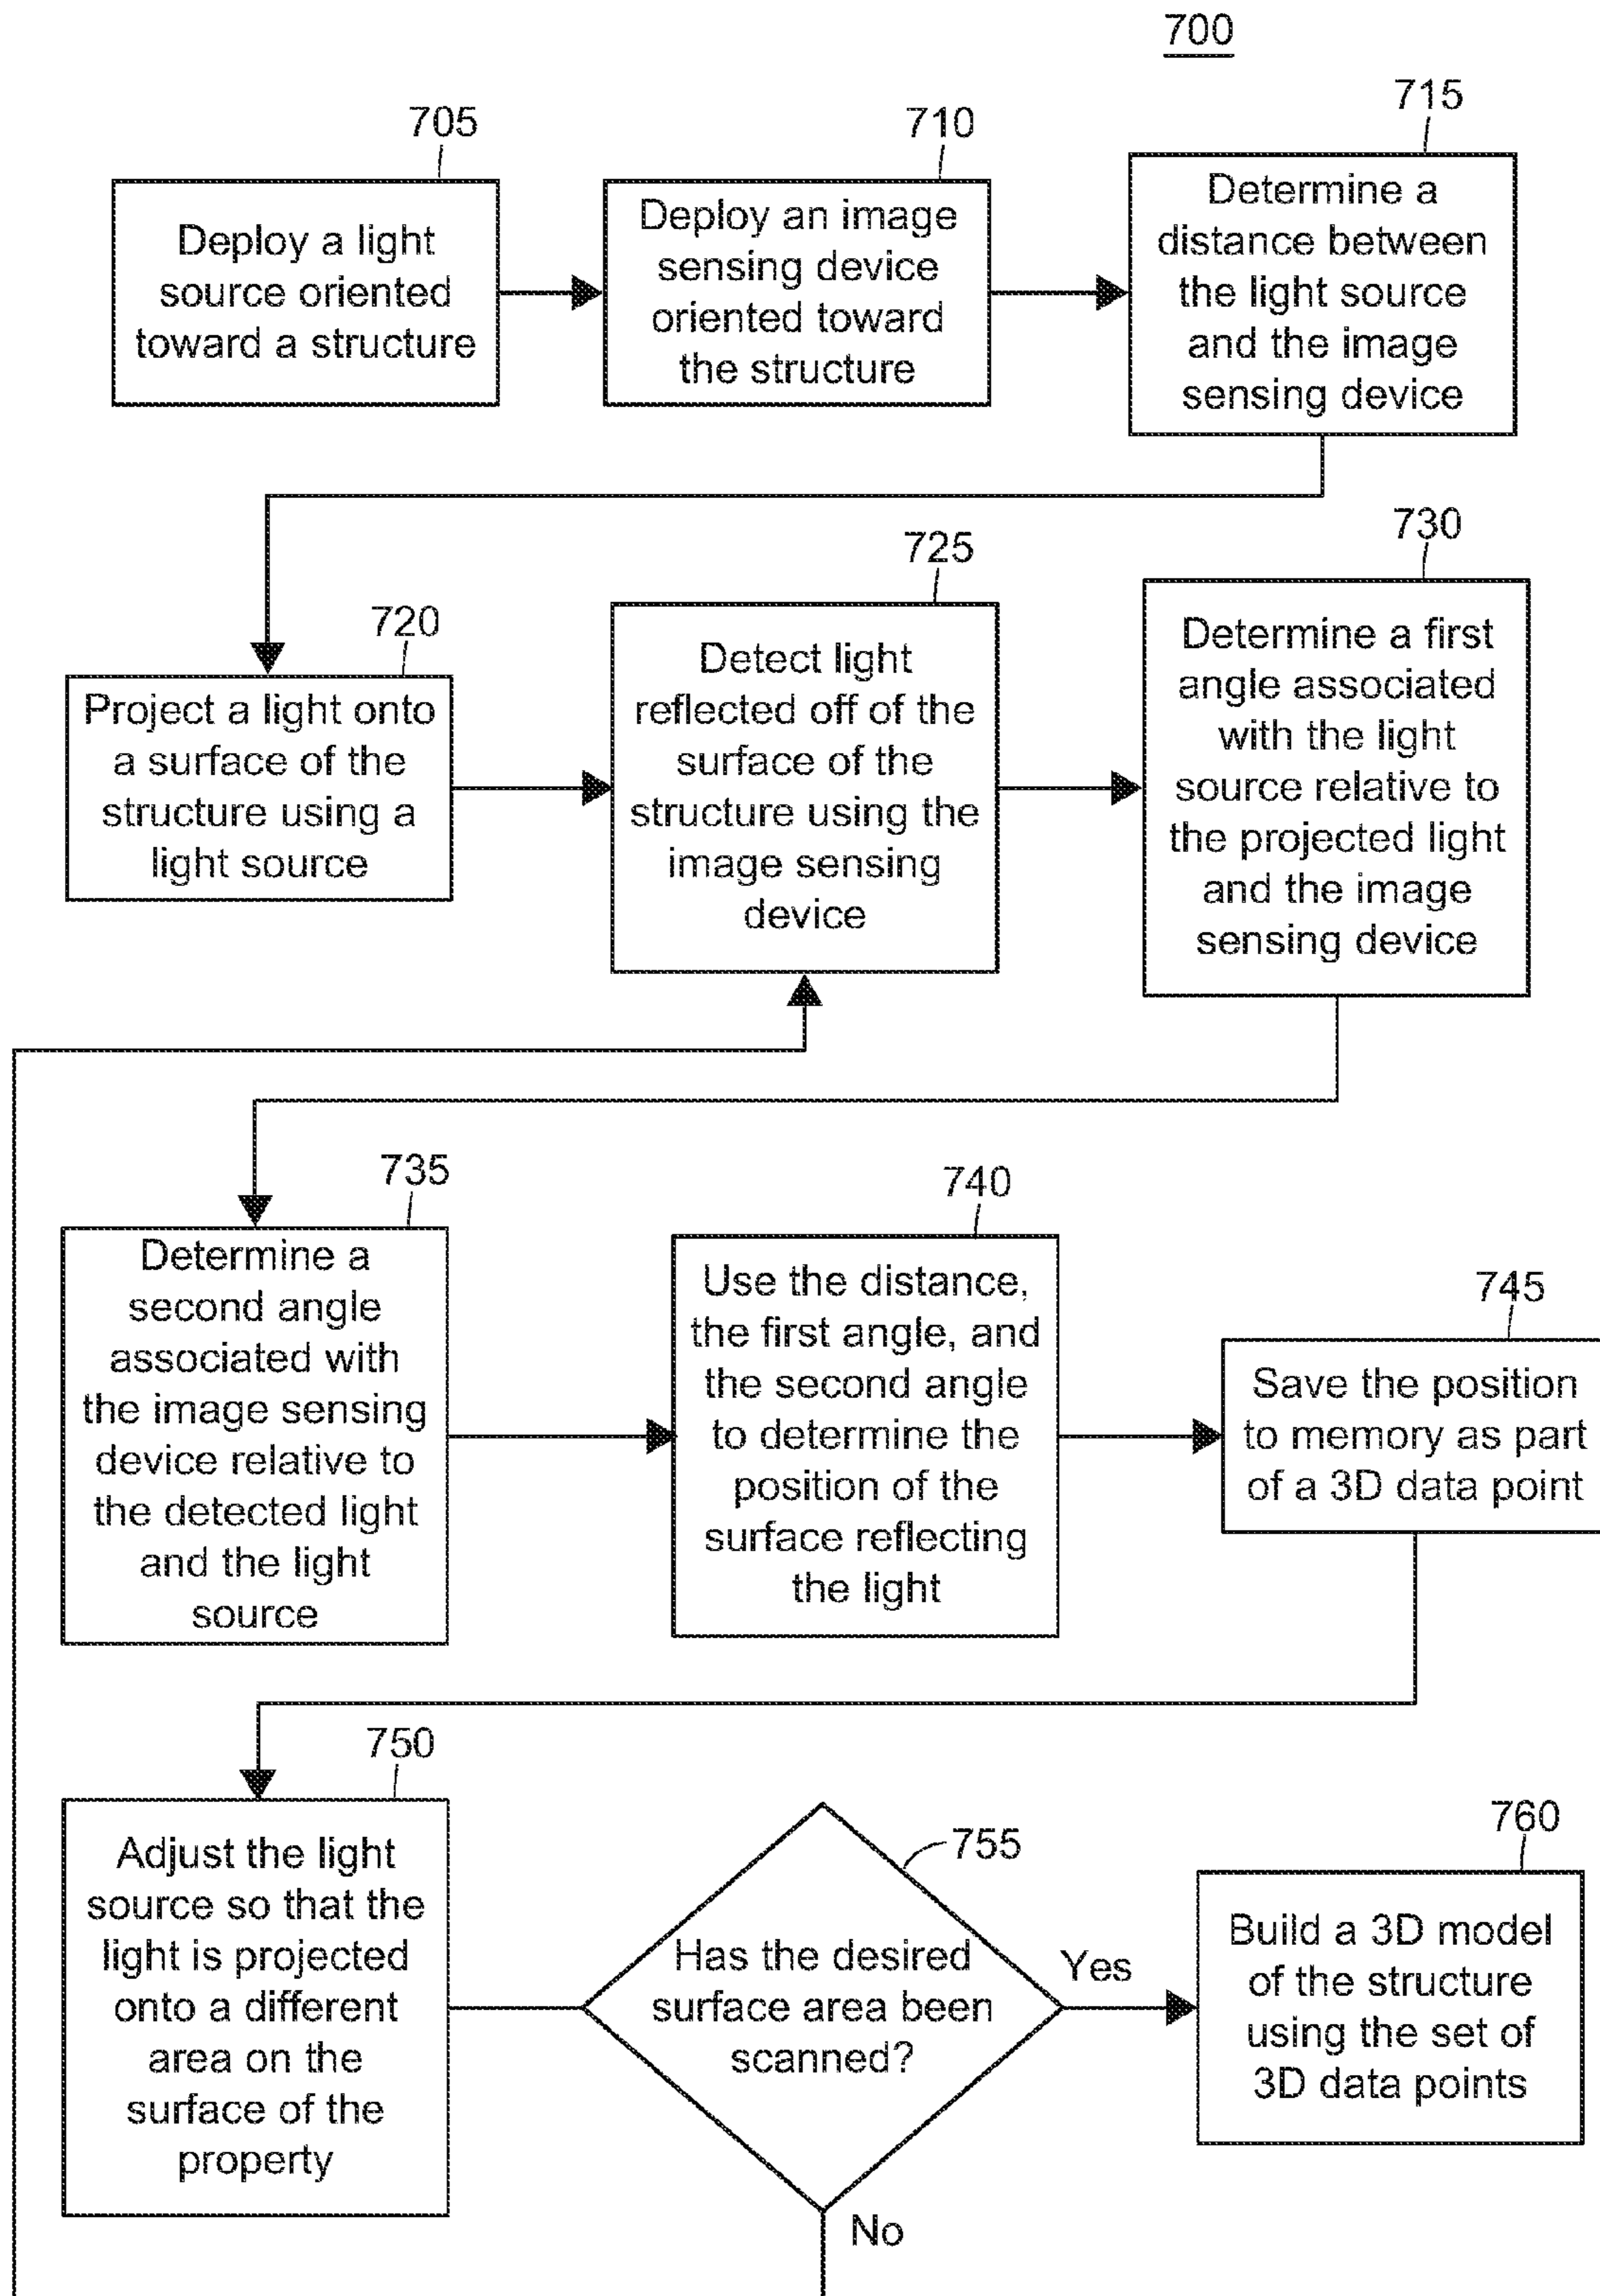 700
705
Deploy a light
source oriented
toward a structure
710
Deploy an image
sensing device
oriented toward
the structure
715
Determine a
distance between
the light source
and the image
sensing device
720
Project a light onto
a surface of the
structure using a
light source
725
Detect light
reflected off of the
surface of the
structure using the
image sensing
device
730
Determine a first
angle associated
with the light
source relative to
the projected light
and the image
sensing device
735
Determine a
second angle
associated with
the image sensing
device relative to
the detected light
and the light
source
740
Use the distance,
the first angle, and
the second angle
to determine the
position of the
surface reflecting
the light
745
Save the position
to memory as part
of a 3D data point
750
Adjust the light
source so that the
light is projected
onto a different
area on the
surface of the
property
755
Has the desired
surface area been
scanned?
Yes
No
760
Build a 3D model
of the structure
using the set of
3D data points